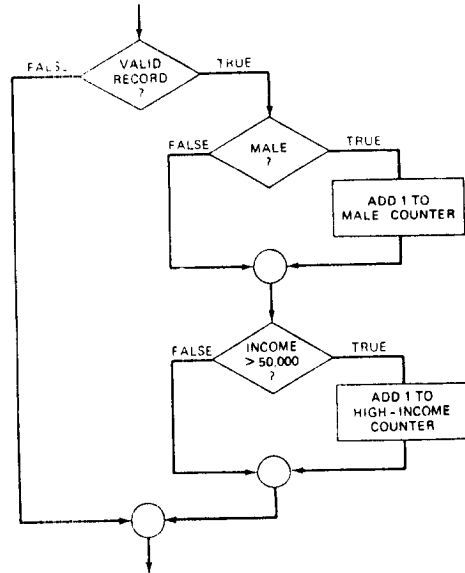 VALID
RECORD
?
FALSE
TRUE
MALE
?
FALSE
TRUE
ADD 1 TO
MALE COUNTER
INCOME
> 50,000
?
FALSE
TRUE
ADD 1 TO
HIGH-INCOME
COUNTER